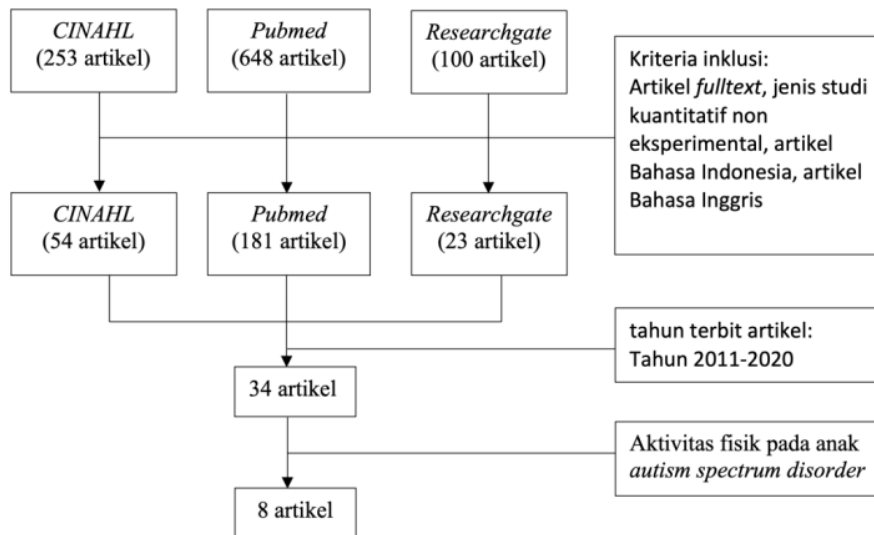 CINAHL
(253 artikel)
Pubmed
(648 artikel)
Researchgate
(100 artikel)
Kriteria inklusi:
Artikel fulltext, jenis studi
kuantitatif non
eksperimental, artikel
Bahasa Indonesia, artikel
Bahasa Inggris
CINAHL
(54 artikel)
Pubmed
(181 artikel)
Researchgate
(23 artikel)
tahun terbit artikel:
Tahun 2011-2020
34 artikel
Aktivitas fisik pada anak
autism spectrum disorder
8 artikel